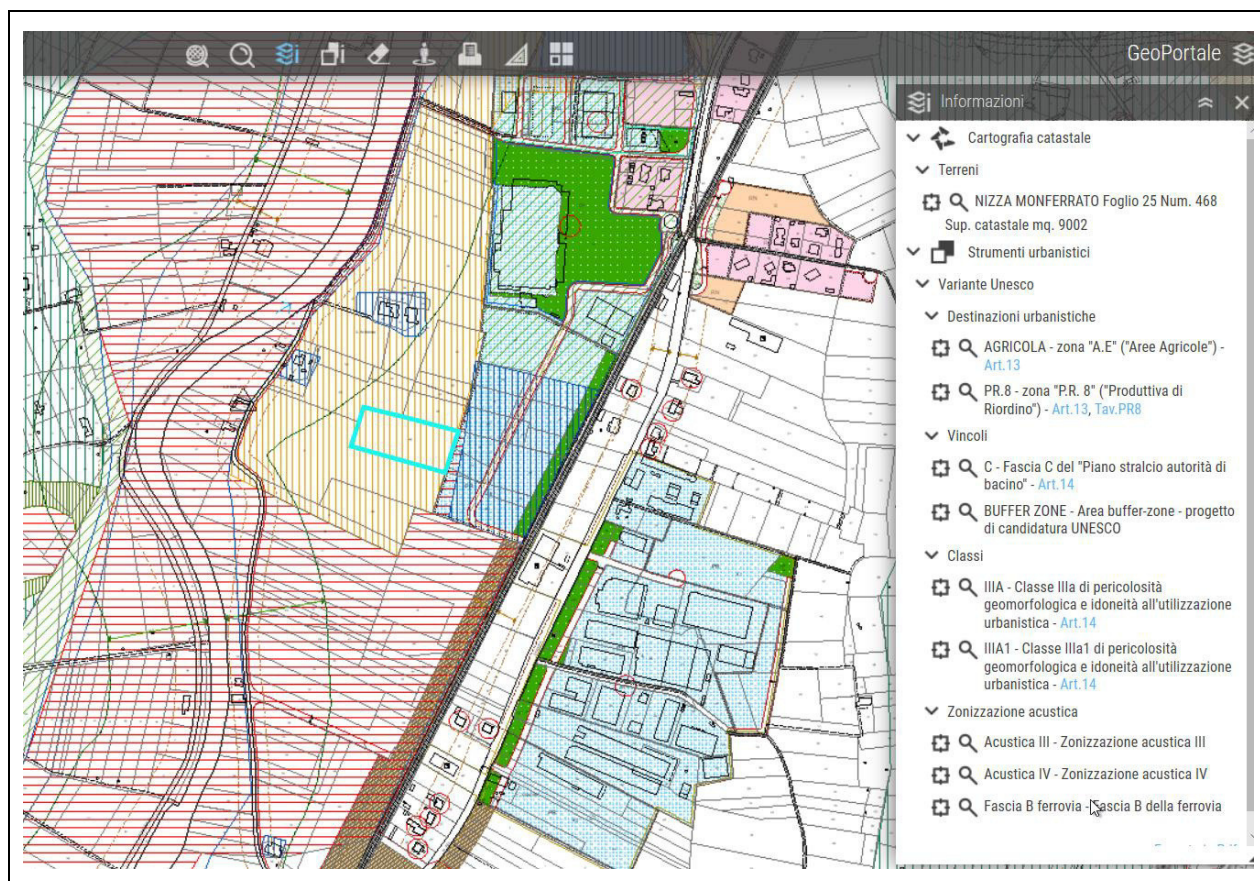 GeoPortale
Informazioni
Cartografia catastale
Terreni
NIZZA MONFERRATO Foglio 25 Num. 468
Sup. catastale mq. 9002
Strumenti urbanistici
Variante Unesco
Destinazioni urbanistiche
AGRICOLA - zona "A.E" ("Aree Agricole") -
Art.13
PR.8 - zona "P.R. 8" ("Produttiva di
Riordino") - Art.13, Tav.PR8
Vincoli
C - Fascia C del "Piano stralcio autorità di
bacino" - Art.14
BUFFER ZONE - Area buffer-zone - progetto
di candidatura UNESCO
Classi
IIIA - Classe IIIa di pericolosità
geomorfologica e idoneità all'utilizzazione
urbanistica - Art.14
IIIA1 - Classe IIIa1 di pericolosità
geomorfologica e idoneità all'utilizzazione
urbanistica - Art.14
Zonizzazione acustica
Acustica III - Zonizzazione acustica III
Acustica IV - Zonizzazione acustica IV
Fascia B ferrovia - Fascia B della ferrovia